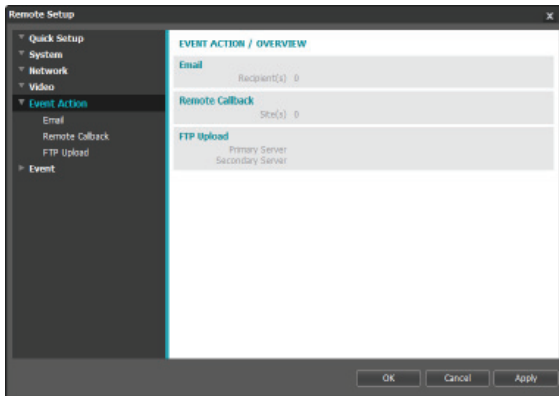 Remote Setup
x
Quick Setup
System
Network
Video
Event Action
Email
Remote Callback
FTP Upload
Event
EVENT ACTION / OVERVIEW
Email
Recipient(s) 0
Remote Callback
Site(s) 0
FTP Upload
Primary Server
Secondary Server
OK
Cancel
Apply